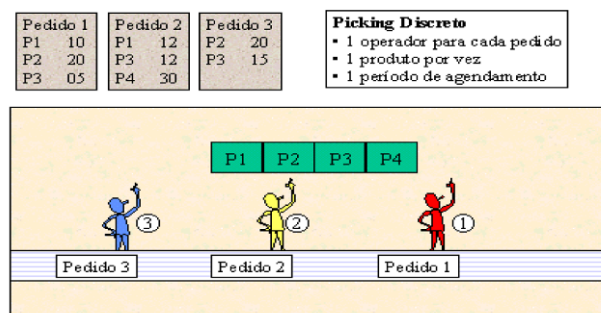 Pedido 1
P1 10
P2 20
P3 05
Pedido 2
P1 12
P3 12
P4 30
Pedido 3
P2 20
P3 15
Picking Discreto
• 1 operador para cada pedido
• 1 produto por vez
• 1 período de agendamento
P1 P2 P3 P4
3 2 1
Pedido 3 Pedido 2 Pedido 1